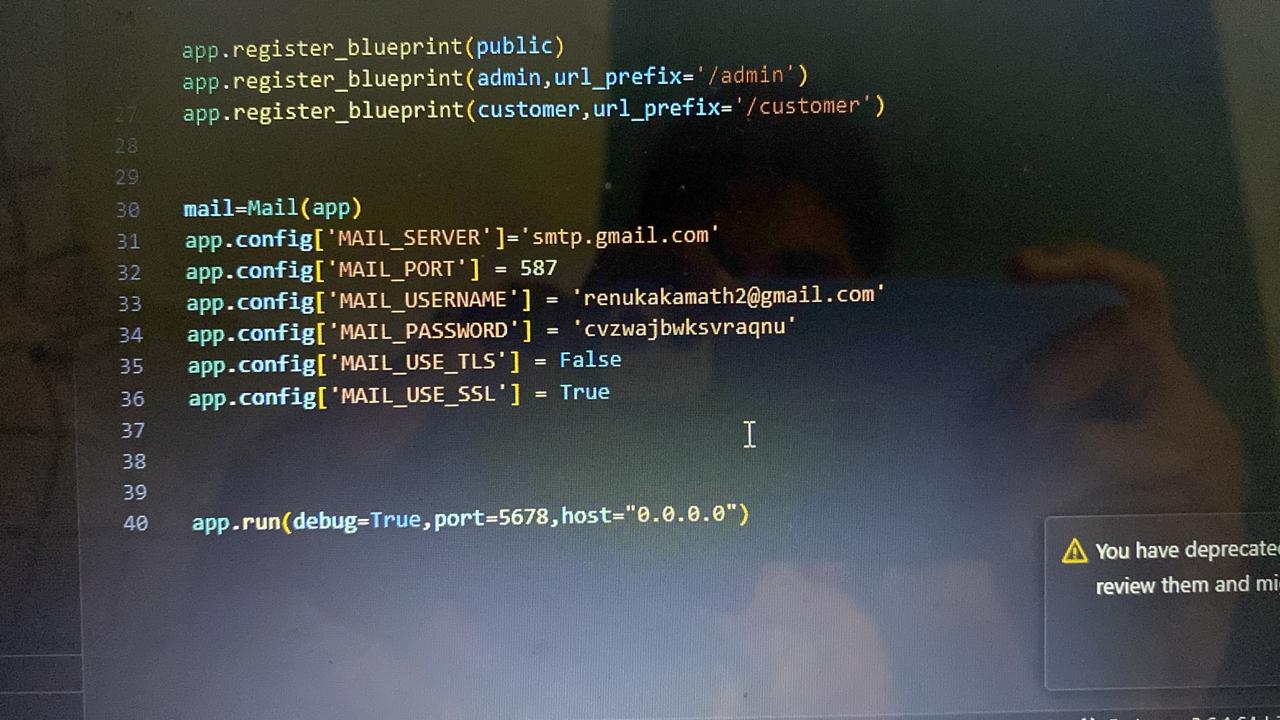 24
app.register_blueprint(public)
app.register_blueprint(admin,url_prefix='/admin')
27 app.register_blueprint(customer,url_prefix='/customer')
28
29
30 mail=Mail(app)
31 app.config['MAIL_SERVER']='smtp.gmail.com'
32 app.config['MAIL_PORT'] = 587
33 app.config['MAIL_USERNAME'] = 'renukakamath2@gmail.com'
34 app.config['MAIL_PASSWORD'] = 'cvzwajbwksvraqnu'
35 app.config['MAIL_USE_TLS'] = False
36 app.config['MAIL_USE_SSL'] = True
37
38
39
40 app.run(debug=True,port=5678,host="0.0.0.0")
You have deprecate
review them and mi